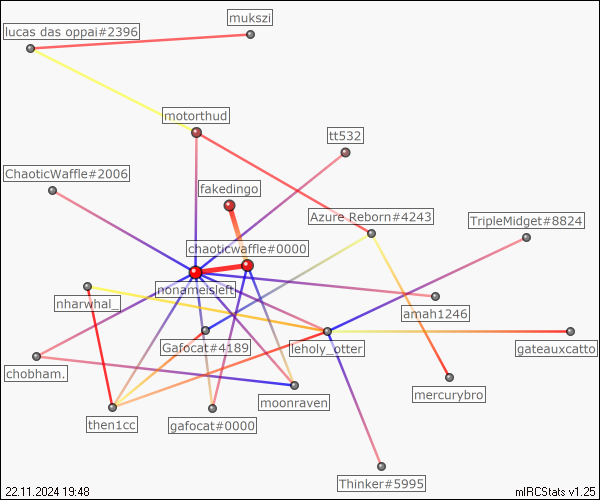 mukszi
lucas das oppai#2396
motorthud
tt532
ChaoticWaffle#2006
fakedingo
Azure Reborn#4243
TripleMidget#8824
chaoticwaffle#0000
nonameisleft
nharwhal_
amah1246
Gafocat#4189
leholy_otter
gateauxcatto
chobham.
mercurybro
moonraven
then1cc
gafocat#0000
Thinker#5995
22.11.2024 19:48
mIRCStats v1.25